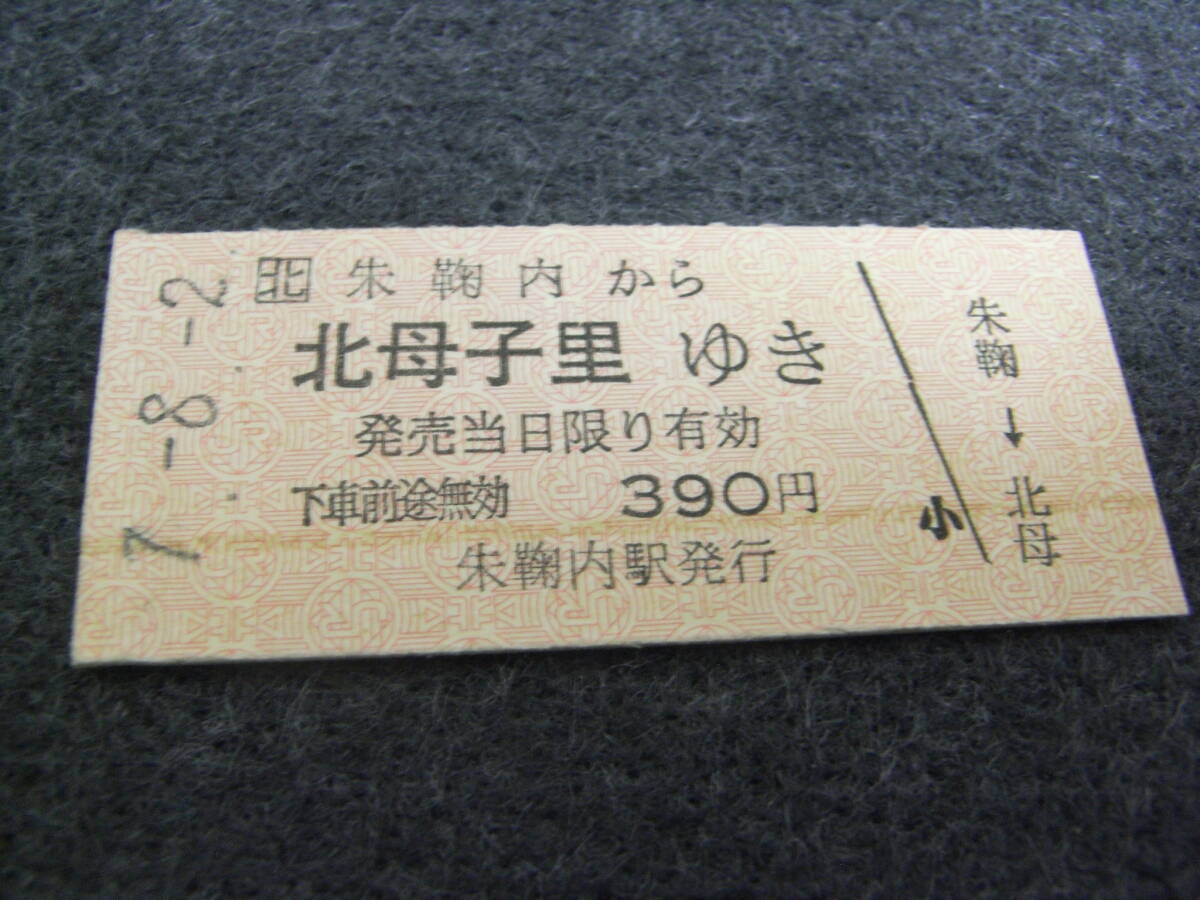 7.-8.-2
北 朱鞠内から
北母子里 ゆき
発売当日限り有効
下車前途無効 390円
朱鞠内駅発行
小
朱鞠
↓
北母